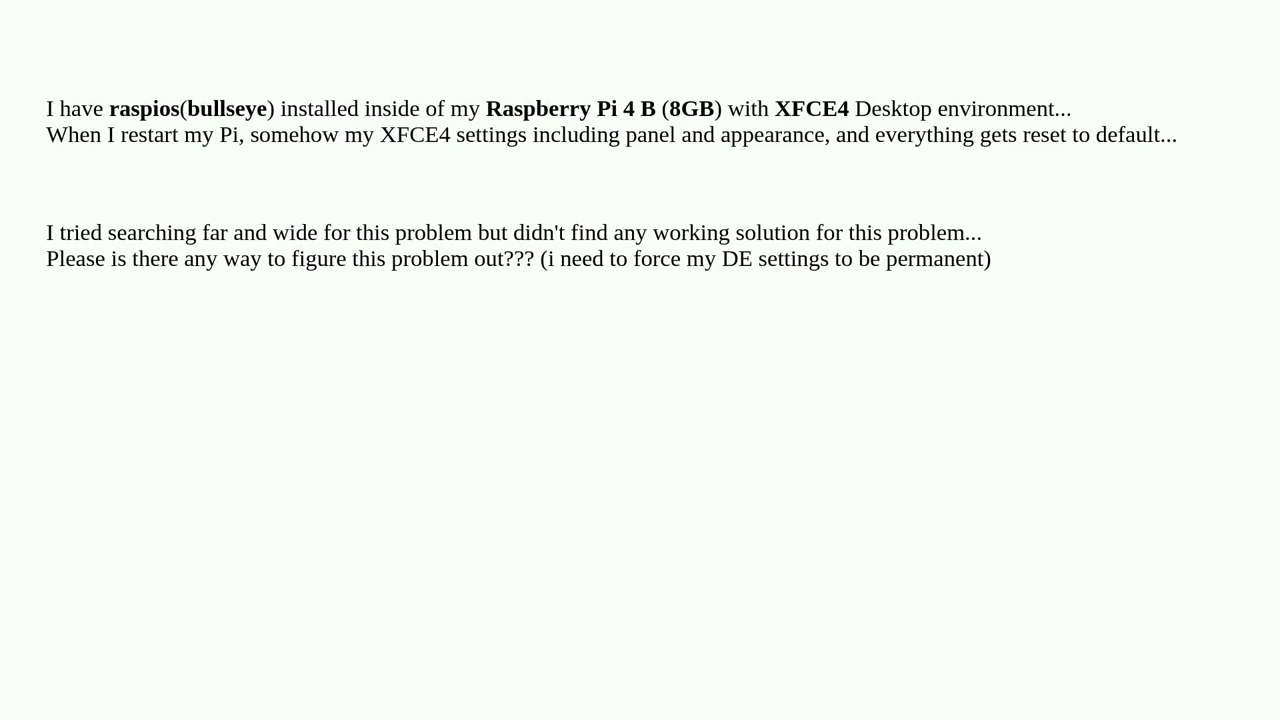 I have raspios(bullseye) installed inside of my Raspberry Pi 4 B (8GB) with XFCE4 Desktop environment...
When I restart my Pi, somehow my XFCE4 settings including panel and appearance, and everything gets reset to default...
I tried searching far and wide for this problem but didn't find any working solution for this problem...
Please is there any way to figure this problem out??? (i need to force my DE settings to be permanent)